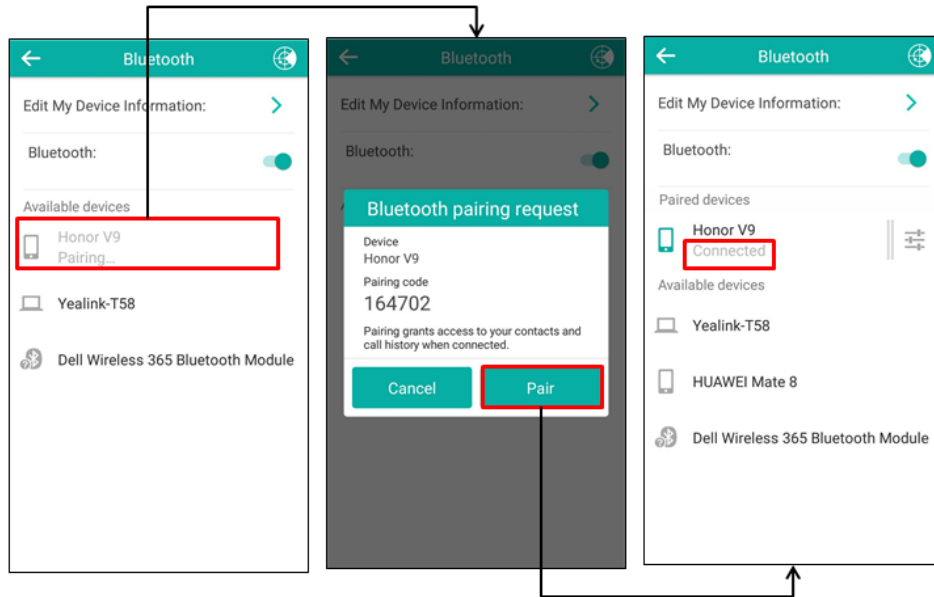 Bluetooth
Edit My Device Information:
Bluetooth:
Available devices
Honor V9
Pairing...
Yealink-T58
Dell Wireless 365 Bluetooth Module
Bluetooth
Edit My Device Information:
Bluetooth:
Bluetooth pairing request
Device
Honor V9
Pairing code
164702
Pairing grants access to your contacts and
call history when connected.
Cancel
Pair
Bluetooth
Edit My Device Information:
Bluetooth:
Paired devices
Honor V9
Connected
Available devices
Yealink-T58
HUAWEI Mate 8
Dell Wireless 365 Bluetooth Module